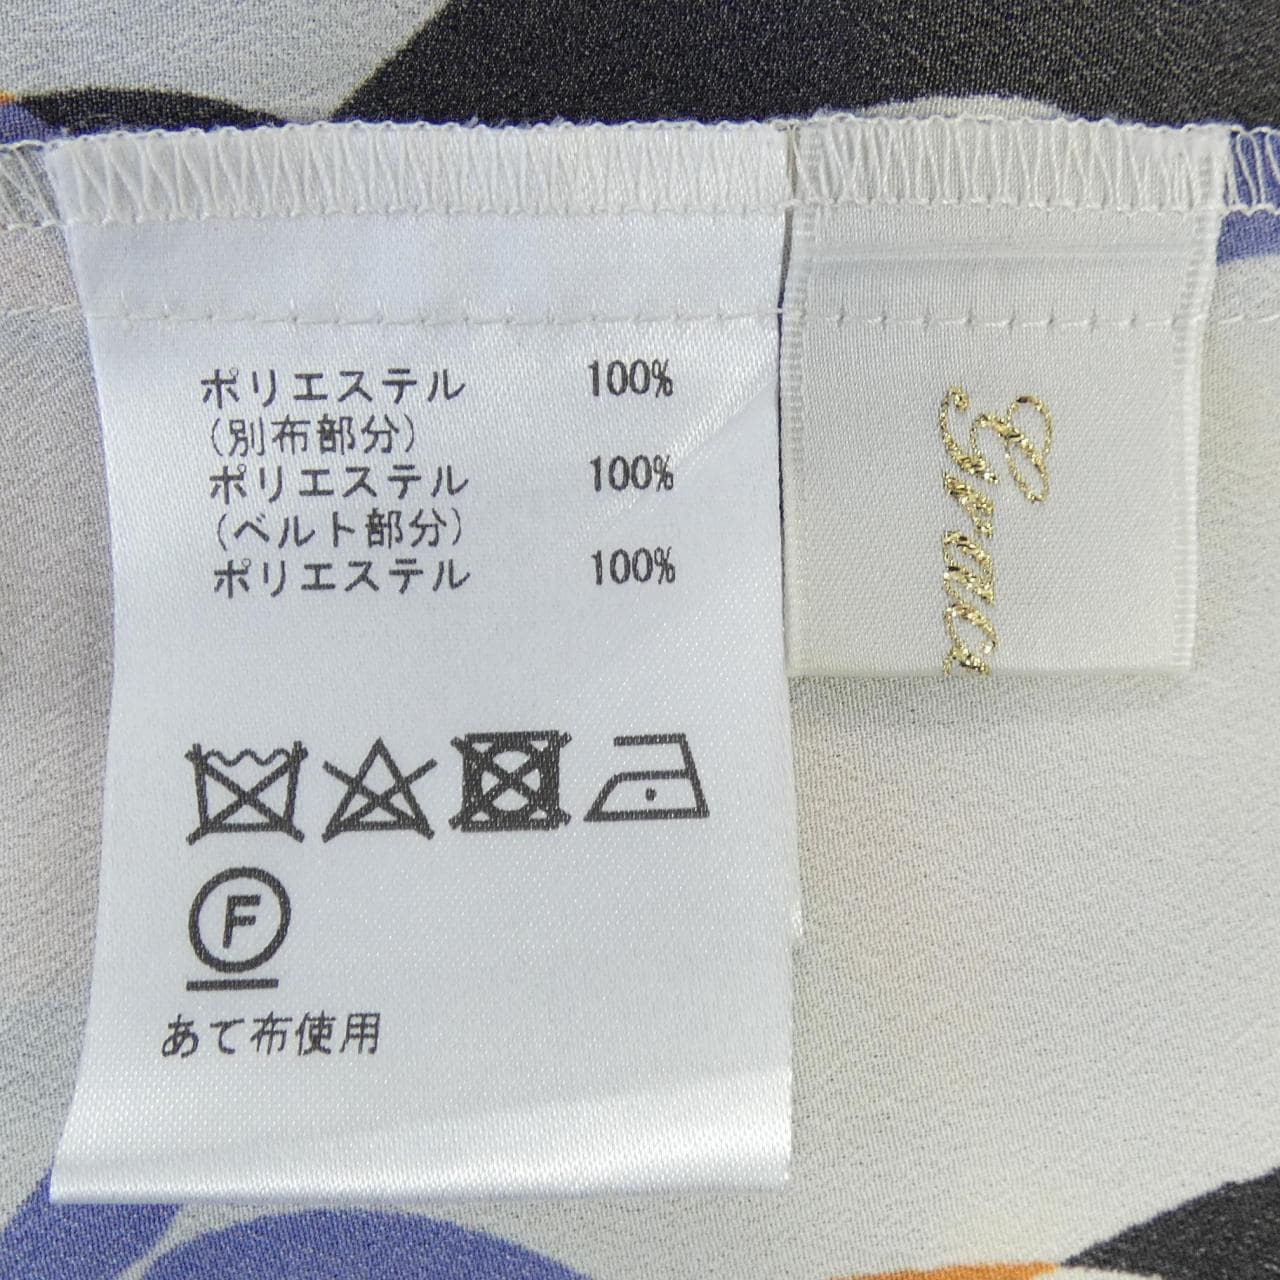 ポリエステル 100%
(別布部分)
ポリエステル 100%
(ベルト部分)
ポリエステル 100%
F
あて布使用